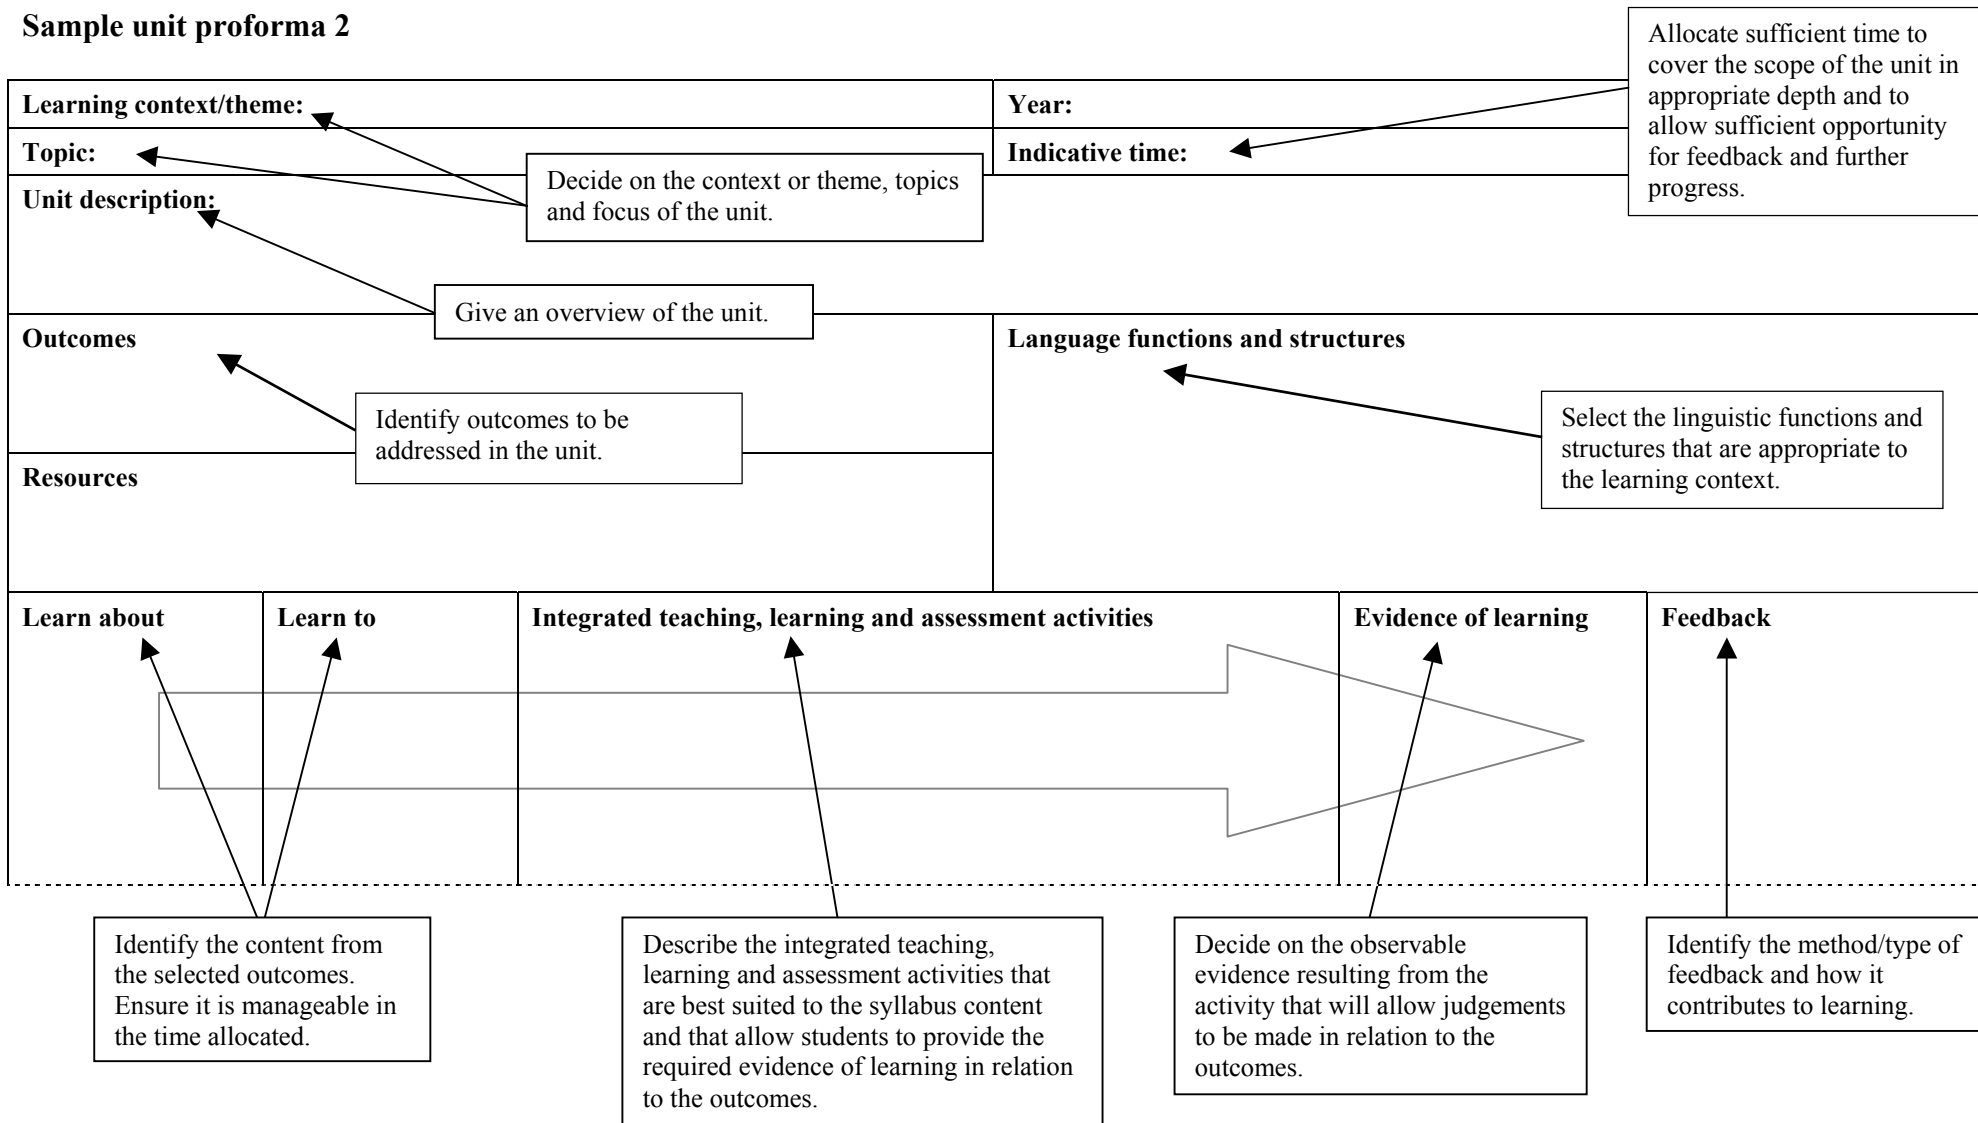 Sample unit proforma 2
Allocate sufficient time to
cover the scope of the unit in
appropriate depth and to
allow sufficient opportunity
for feedback and further
progress.
Learning context/theme:
Year:
Topic:
Indicative time:
Decide on the context or theme, topics
and focus of the unit.
Unit description:
Give an overview of the unit.
Outcomes
Language functions and structures
Identify outcomes to be
addressed in the unit.
Select the linguistic functions and
structures that are appropriate to
the learning context.
Resources
Learn about
Learn to
Integrated teaching, learning and assessment activities
Evidence of learning
Feedback
Identify the content from
the selected outcomes.
Ensure it is manageable in
the time allocated.
Describe the integrated teaching,
learning and assessment activities that
are best suited to the syllabus content
and that allow students to provide the
required evidence of learning in relation
to the outcomes.
Decide on the observable
evidence resulting from the
activity that will allow judgements
to be made in relation to the
outcomes.
Identify the method/type of
feedback and how it
contributes to learning.